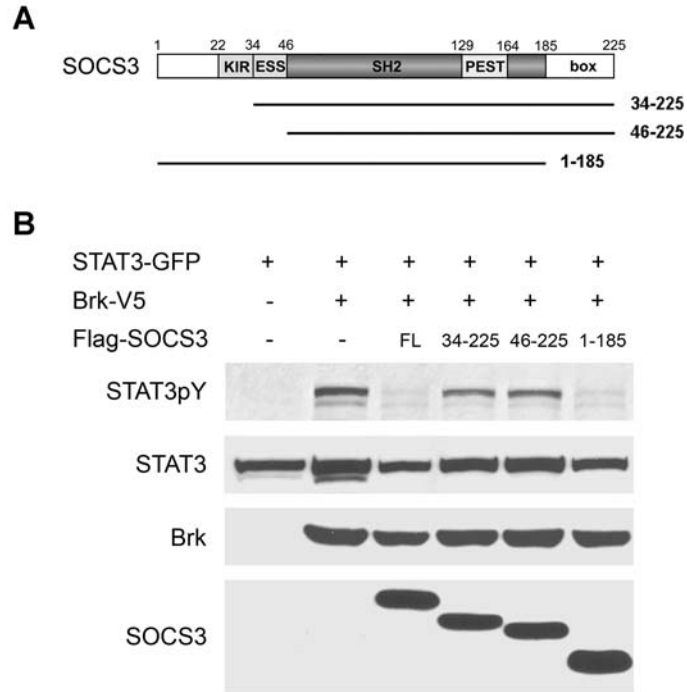 A
1 22 34 46 129 164 185 225
SOCS3 KIR ESS SH2 PEST box
34-225
46-225
1-185
B
STAT3-GFP + + + + + +
Brk-V5 - + + + + +
Flag-SOCS3 - - FL 34-225 46-225 1-185
STAT3pY
STAT3
Brk
SOCS3